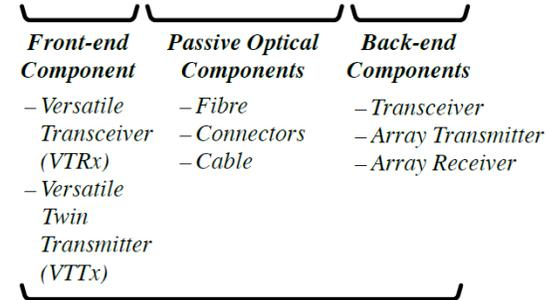 Front-end
Component
– Versatile
Transceiver
(VTRx)
– Versatile
Twin
Transmitter
(VTTx)
Passive Optical
Components
– Fibre
– Connectors
– Cable
Back-end
Components
– Transceiver
– Array Transmitter
– Array Receiver